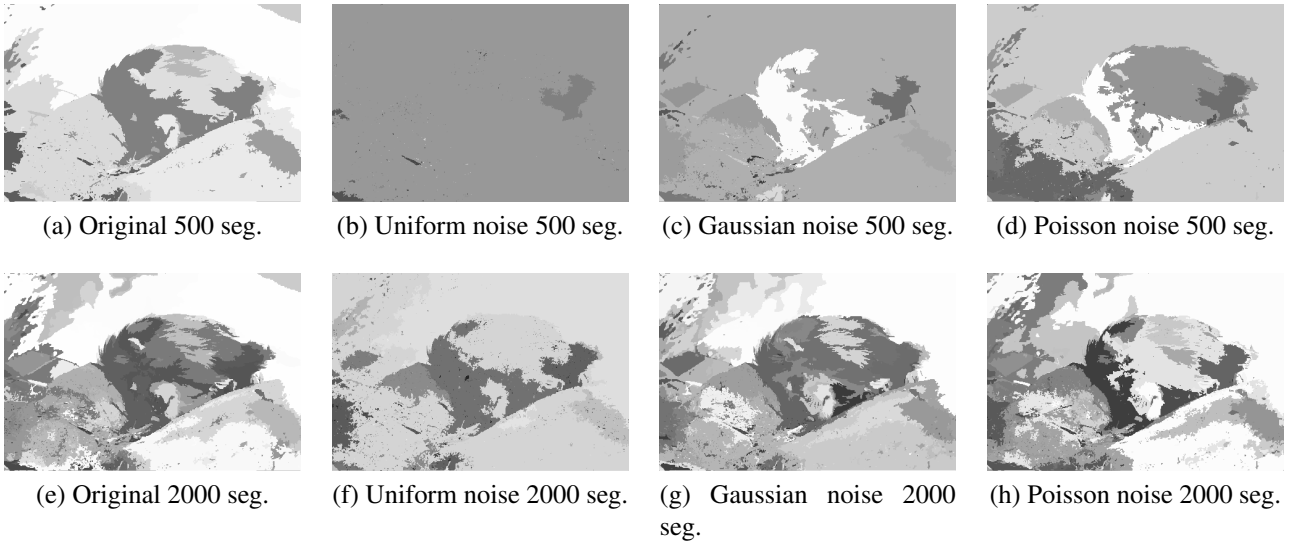 (a) Original 500 seg.
(b) Uniform noise 500 seg.
(c) Gaussian noise 500 seg.
(d) Poisson noise 500 seg.
(e) Original 2000 seg.
(f) Uniform noise 2000 seg.
(g) Gaussian noise 2000
seg.
(h) Poisson noise 2000 seg.